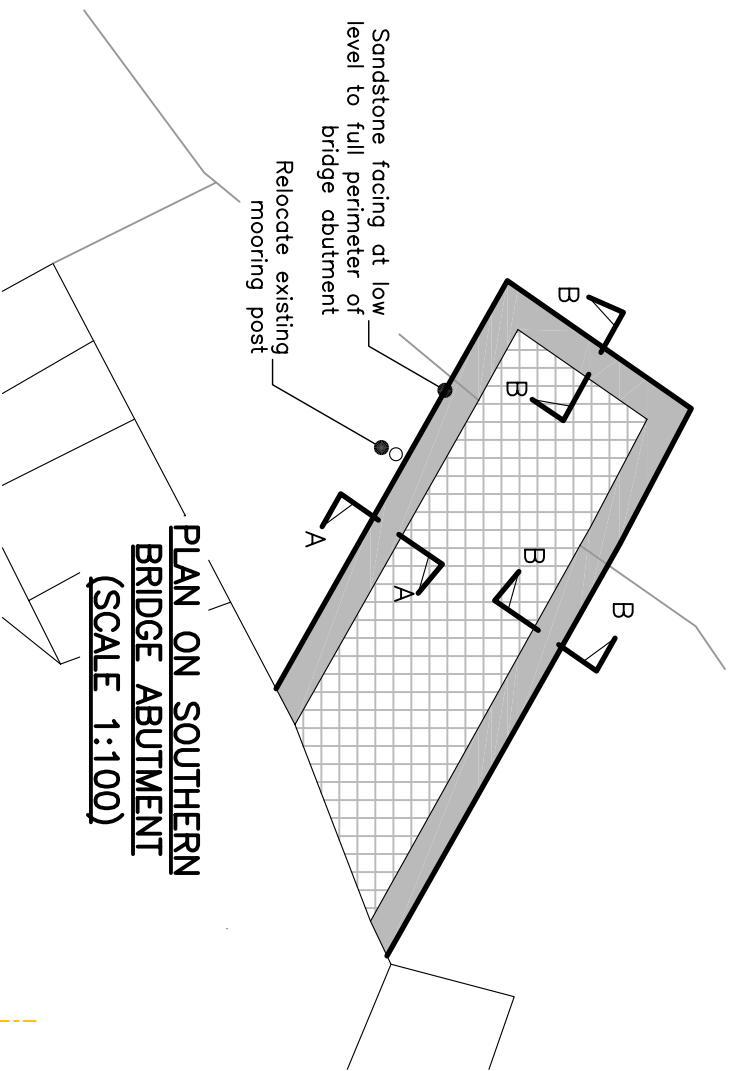 Sandstone facing at low
level to full perimeter of
bridge abutment
Relocate existing
mooring post
B
B
B
B
A
A
PLAN ON SOUTHERN
BRIDGE ABUTMENT
(SCALE 1:100)